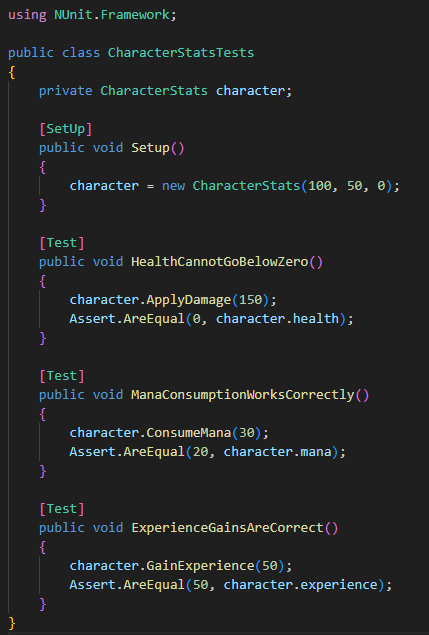 using NUnit.Framework;
public class CharacterStatsTests
{
    private CharacterStats character;
    [SetUp]
    public void Setup()
    {
        character = new CharacterStats(100, 50, 0);
    }
    [Test]
    public void HealthCannotGoBelowZero()
    {
        character.ApplyDamage(150);
        Assert.AreEqual(0, character.health);
    }
    [Test]
    public void ManaConsumptionWorksCorrectly()
    {
        character.ConsumeMana(30);
        Assert.AreEqual(20, character.mana);
    }
    [Test]
    public void ExperienceGainsAreCorrect()
    {
        character.GainExperience(50);
        Assert.AreEqual(50, character.experience);
    }
}